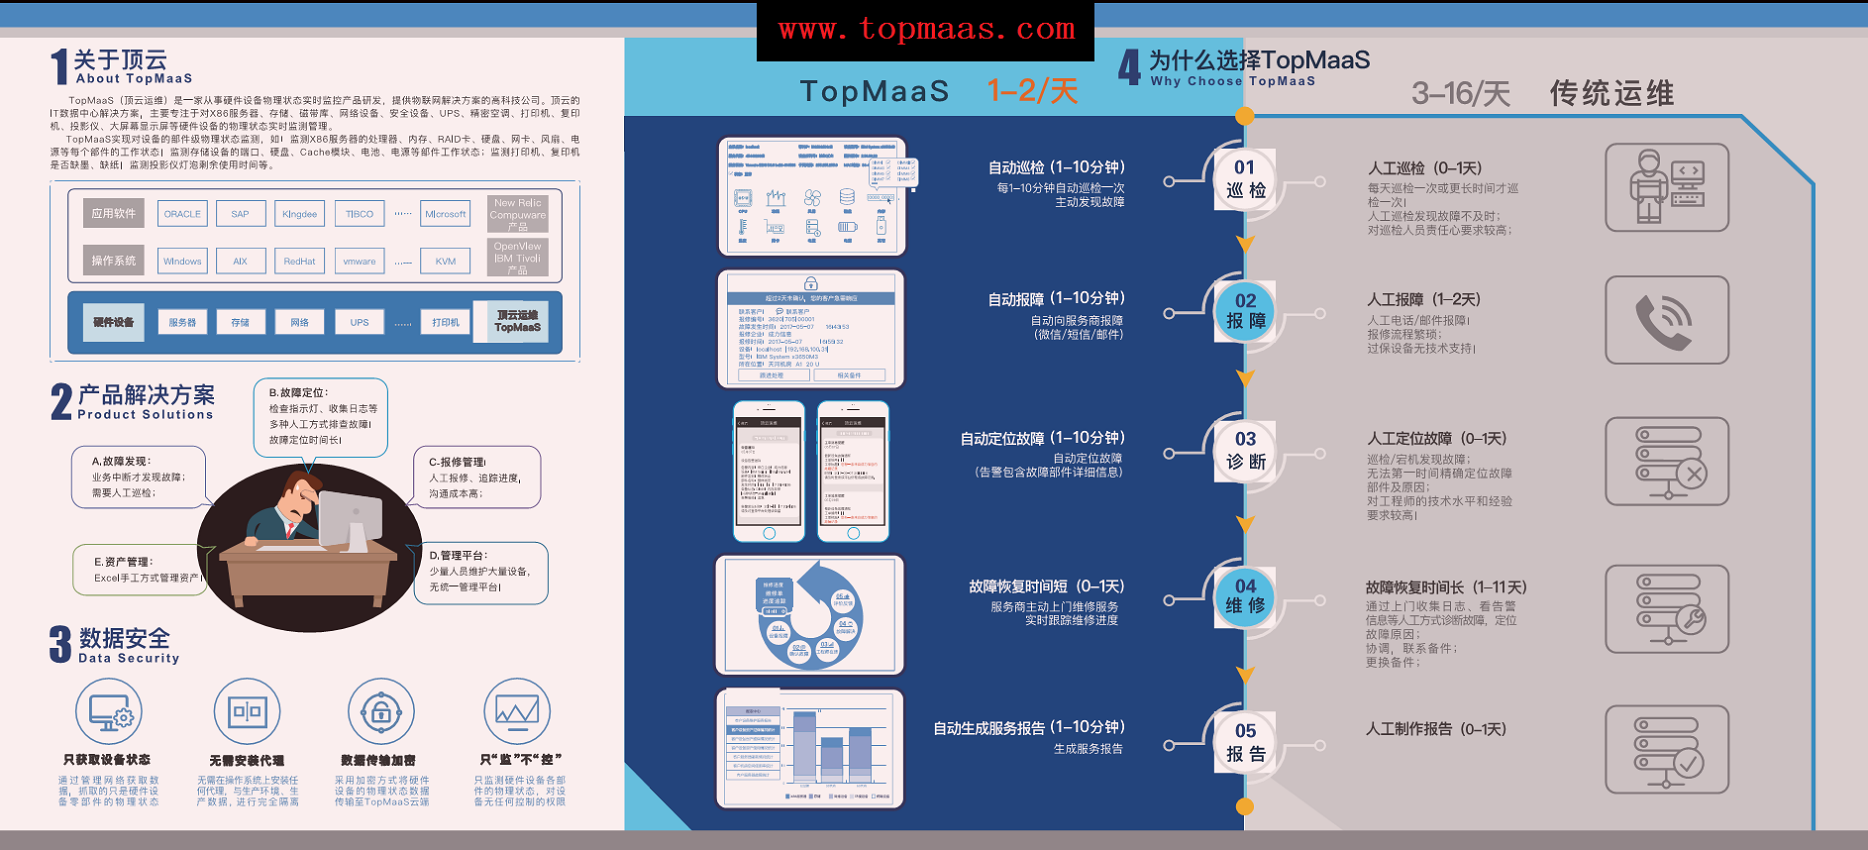 www.topmaas.com
1关于顶云
About TopMaaS
TopMaaS（顶云运维）是一家从事硬件设备物理状态实时监控产品研发，提供物联网解决方案的高科技公司。顶云的
IT数据中心解决方案，主要专注于对X86服务器、存储、磁带库、网络设备、安全设备、UPS、精密空调、打印机、复印
机、投影仪、大屏幕显示屏等硬件设备的物理状态实时监测管理。
TopMaaS实现对设备的部件级物理状态监测，如：监测X86服务器的处理器、内存、RAID卡、硬盘、网卡、风扇、电
源等每个部件的工作状态；监测存储设备的端口、硬盘、Cache模块、电池、电源等部件工作状态；监测打印机、复印机
是否缺墨、缺纸；监测投影仪灯泡剩余使用时间等。
应用软件 ORACLE SAP Kingdee TIBCO ...... Microsoft New Relic
Compuware
产品
操作系统 Windows AIX RedHat vmware ...... KVM OpenView
IBM Tivoli
产品
硬件设备 服务器 存储 网络 UPS ...... 打印机 顶云运维
TopMaaS
2产品解决方案
Product Solutions
B.故障定位：
检查指示灯、收集日志等
多种人工方式排查故障；
故障定位时间长；
A.故障发现：
业务中断才发现故障；
需要人工巡检；
C.报修管理：
人工报修、追踪进度，
沟通成本高；
E.资产管理：
Excel手工方式管理资产；
D.管理平台：
少量人员维护大量设备，
无统一管理平台；
3数据安全
Data Security
只获取设备状态
通过管理网络获取数
据，抓取的只是硬件设
备零部件的物理状态
无需安装代理
无需在操作系统上安装任
何代理，与生产环境、生
产数据，进行完全隔离
数据传输加密
采用加密方式将硬件
设备的物理状态数据
传输至TopMaaS云端
只“监”不“控”
只监测硬件设备各部
件的物理状态，对设
备无任何控制的权限
4为什么选择TopMaaS
Why Choose TopMaaS
TopMaaS 1-2/天
3-16/天 传统运维
自动巡检（1-10分钟）
每1-10分钟自动巡检一次
主动发现故障
01
巡检
人工巡检（0-1天）
每天巡检一次或更长时间才巡
检一次；
人工巡检发现故障不及时；
对巡检人员责任心要求较高；
超过2天未确认，您的客户急需响应
自动报障（1-10分钟）
自动向服务商报障
（微信/短信/邮件）
02
报障
人工报障（1-2天）
人工电话/邮件报障；
报修流程繁琐；
过保设备无技术支持；
自动定位故障（1-10分钟）
自动定位故障
（告警包含故障部件详细信息）
03
诊断
人工定位故障（0-1天）
巡检/宕机发现故障；
无法第一时间精确定位故障
部件及原因；
对工程师的技术水平和经验
要求较高；
故障恢复时间短（0-1天）
服务商主动上门维修服务
实时跟踪维修进度
04
维修
故障恢复时间长（1-11天）
通过上门收集日志、看告警
信息等人工方式诊断故障，定位
故障原因；
协调，联系备件；
更换备件；
自动生成服务报告（1-10分钟）
生成服务报告
05
报告
人工制作报告（0-1天）